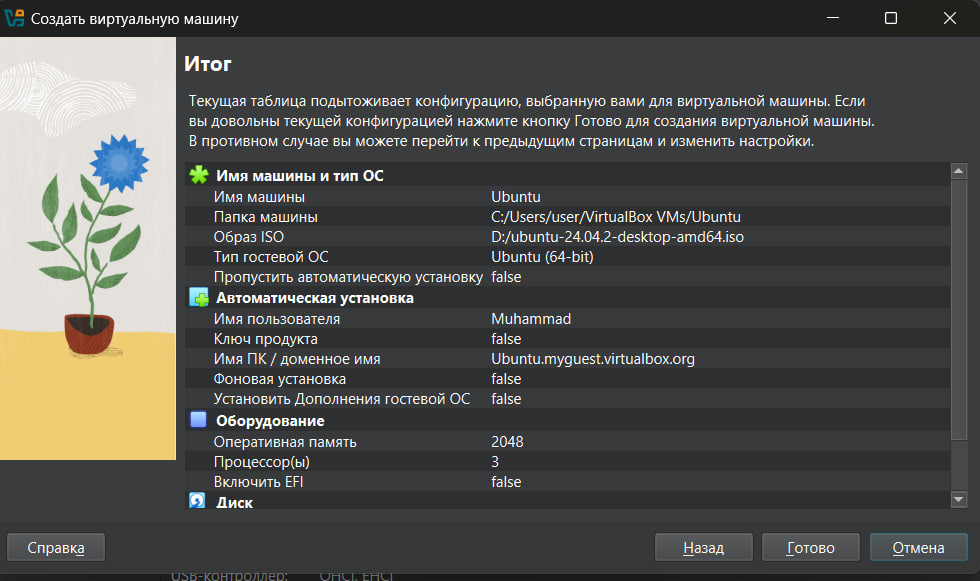 Создать виртуальную машину
Итог
Текущая таблица подытоживает конфигурацию, выбранную вами для виртуальной машины. Если
вы довольны текущей конфигурацией нажмите кнопку Готово для создания виртуальной машины.
В противном случае вы можете перейти к предыдущим страницам и изменить настройки.
Имя машины и тип ОС
Имя машины Ubuntu
Папка машины C:/Users/user/VirtualBox VMs/Ubuntu
Образ ISO D:/ubuntu-24.04.2-desktop-amd64.iso
Тип гостевой ОС Ubuntu (64-bit)
Пропустить автоматическую установку false
Автоматическая установка
Имя пользователя Muhammad
Ключ продукта false
Имя ПК / доменное имя Ubuntu.myguest.virtualbox.org
Фоновая установка false
Установить Дополнения гостевой ОС false
Оборудование
Оперативная память 2048
Процессор(ы) 3
Включить EFI false
Диск
Справка Назад Готово Отмена
USB-контроллер: OHCI, EHCI